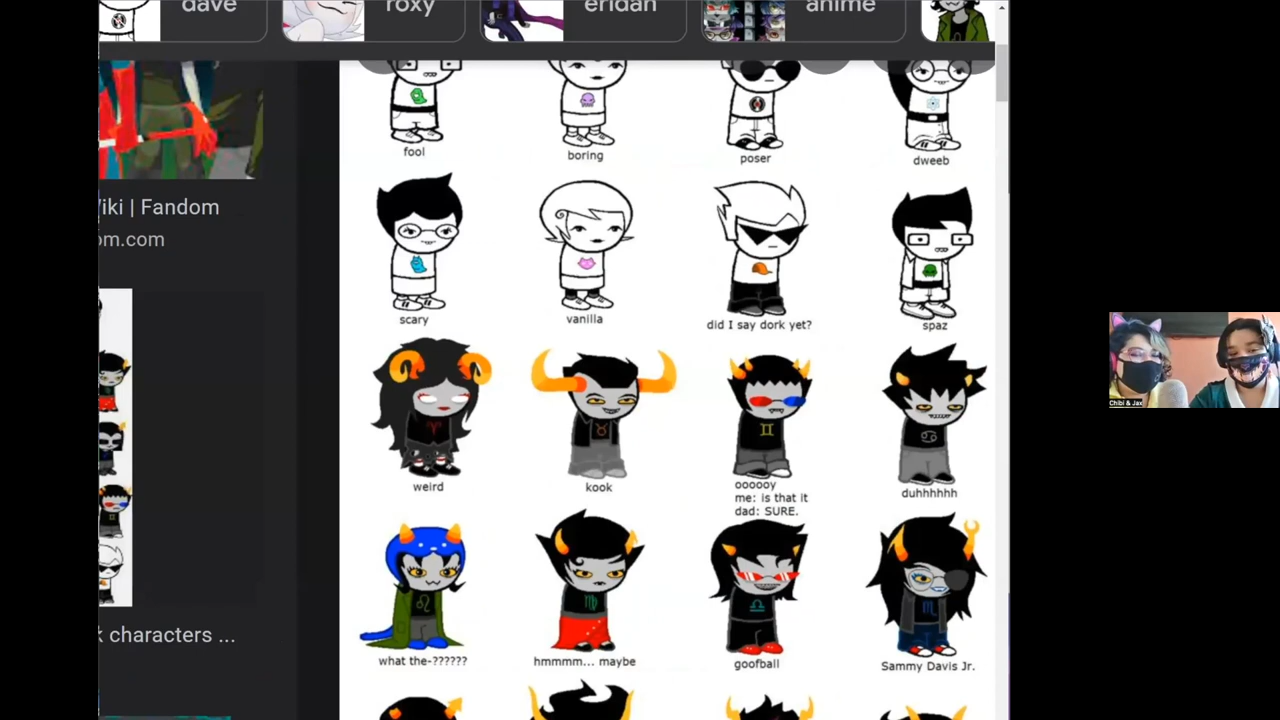 dave
roxy
eridan
anime
fool
boring
poser
dweeb
'iki | Fandom
om.com
scary
vanilla
did I say dork yet?
spaz
weird
kook
oooooy
me: is that it
dad: SURE.
duhhhhh
k characters ...
what the-??????
hmmmm... maybe
goofball
Sammy Davis Jr.
Chibi & Jax